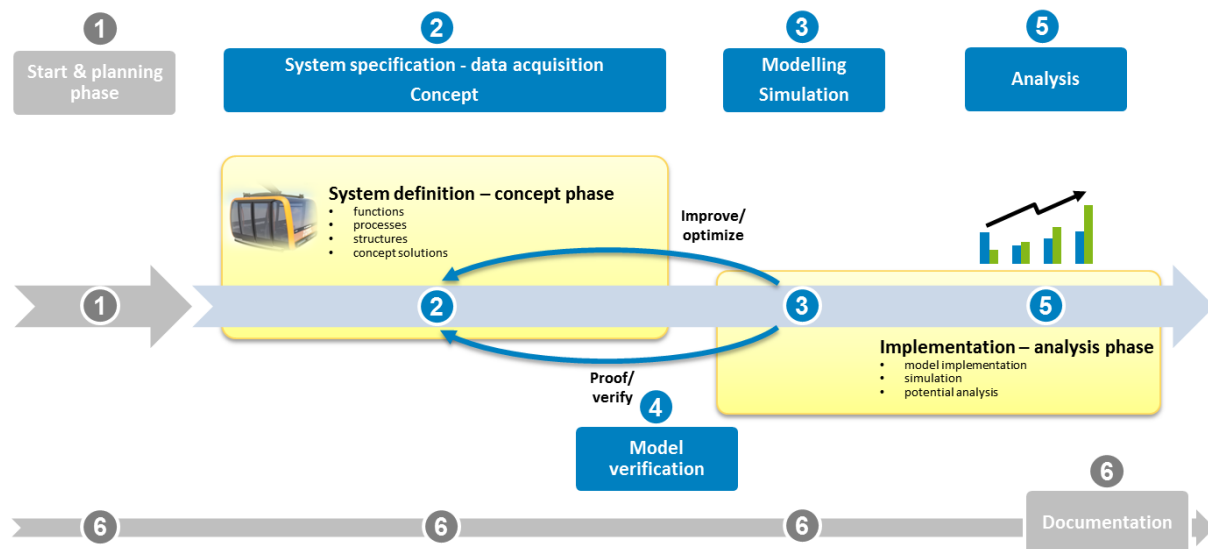 1
Start & planning
phase
2
System specification - data acquisition
Concept
3
Modelling
Simulation
5
Analysis
System definition – concept phase
• functions
• processes
• structures
• concept solutions
Improve/
optimize
1
2
3
5
Implementation – analysis phase
• model implementation
• simulation
• potential analysis
Proof/
verify
4
Model
verification
6
Documentation
6
6
6